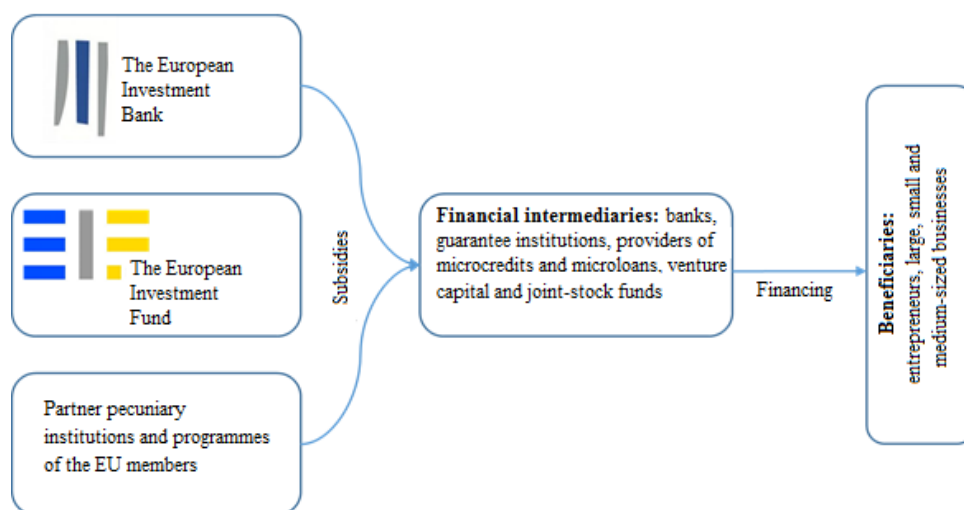 The European
Investment
Bank
The European
Investment
Fund
Partner pecuniary
institutions and programmes
of the EU members
Subsidies
Financial intermediaries: banks,
guarantee institutions, providers of
microcredits and microloans, venture
capital and joint-stock funds
Financing
Beneficiaries:
entrepreneurs, large, small and
medium-sized businesses